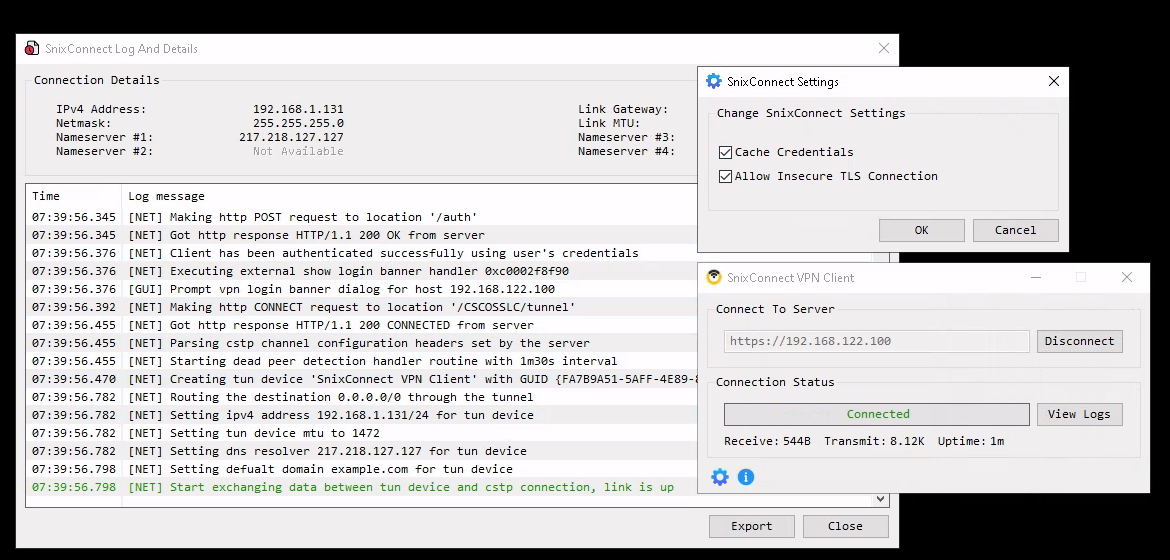 SnixConnect Log And Details
Connection Details
IPv4 Address: 192.168.1.131 Link Gateway:
Netmask: 255.255.255.0 Link MTU:
Nameserver #1: 217.218.127.127 Nameserver #3:
Nameserver #2: Not Available Nameserver #4:
Time Log message
07:39:56.345 [NET] Making http POST request to location '/auth'
07:39:56.345 [NET] Got http response HTTP/1.1 200 OK from server
07:39:56.376 [NET] Client has been authenticated successfully using user's credentials
07:39:56.376 [NET] Executing external show login banner handler 0xc0002f8f90
07:39:56.376 [GUI] Prompt vpn login banner dialog for host 192.168.122.100
07:39:56.392 [NET] Making http CONNECT request to location '/CSCOSSLC/tunnel'
07:39:56.455 [NET] Got http response HTTP/1.1 200 CONNECTED from server
07:39:56.455 [NET] Parsing cstp channel configuration headers set by the server
07:39:56.455 [NET] Starting dead peer detection handler routine with 1m30s interval
07:39:56.470 [NET] Creating tun device 'SnixConnect VPN Client' with GUID {FA7B9A51-5AFF-4E89-8
07:39:56.782 [NET] Routing the destination 0.0.0.0/0 through the tunnel
07:39:56.782 [NET] Setting ipv4 address 192.168.1.131/24 for tun device
07:39:56.782 [NET] Setting tun device mtu to 1472
07:39:56.782 [NET] Setting dns resolver 217.218.127.127 for tun device
07:39:56.798 [NET] Setting defualt domain example.com for tun device
07:39:56.798 [NET] Start exchanging data between tun device and cstp connection, link is up
Export Close
SnixConnect Settings
Change SnixConnect Settings
Cache Credentials
Allow Insecure TLS Connection
OK Cancel
SnixConnect VPN Client
Connect To Server
https://192.168.122.100 Disconnect
Connection Status
Connected View Logs
Receive: 544B Transmit: 8.12K Uptime: 1m